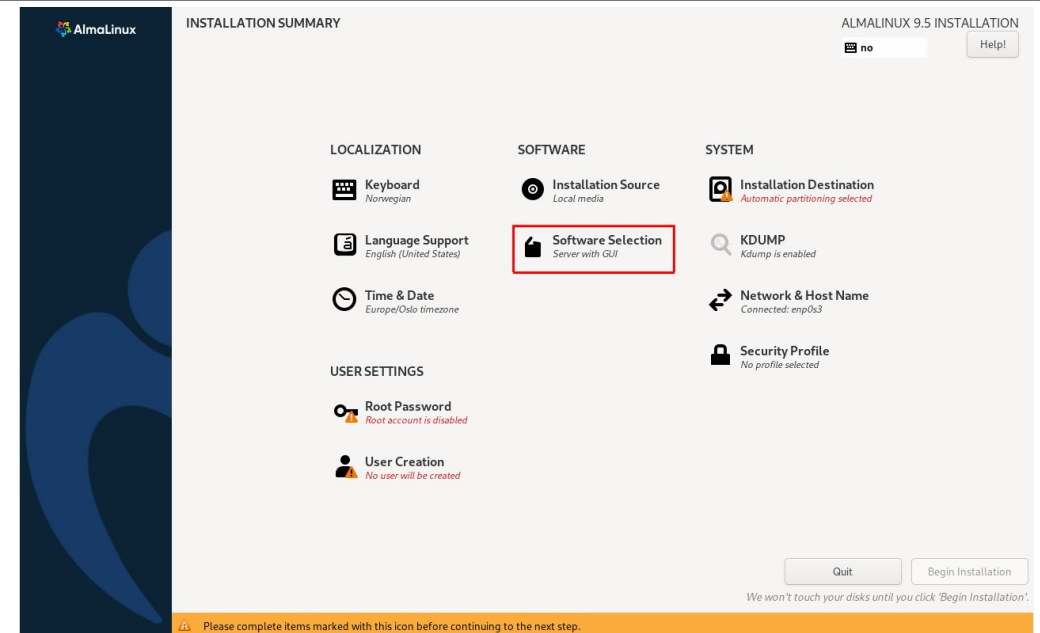 AlmaLinux
INSTALLATION SUMMARY
ALMALINUX 9.5 INSTALLATION
no
Help!
LOCALIZATION
Keyboard
Norwegian
Language Support
English (United States)
Time & Date
Europe/Oslo timezone
SOFTWARE
Installation Source
Local media
Software Selection
Server with GUI
SYSTEM
Installation Destination
Automatic partitioning selected
KDUMP
Kdump is enabled
Network & Host Name
Connected: enp0s3
Security Profile
No profile selected
USER SETTINGS
Root Password
Root account is disabled
User Creation
No user will be created
Quit
Begin Installation
We won't touch your disks until you click 'Begin Installation'.
Please complete items marked with this icon before continuing to the next step.